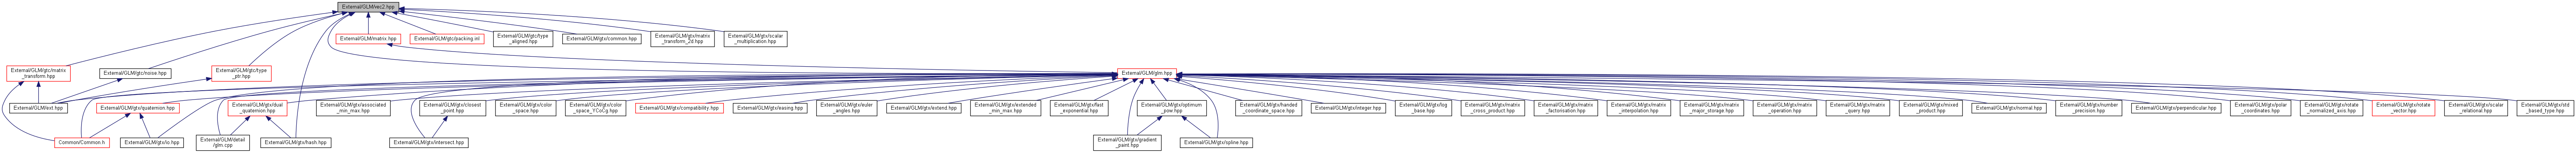 External/GLM/vec2.hpp
External/GLM/matrix.hpp
External/GLM/gtc/packing.inl
External/GLM/gtc/type
_aligned.hpp
External/GLM/gtx/common.hpp
External/GLM/gtx/matrix
_transform_2d.hpp
External/GLM/gtx/scalar
_multiplication.hpp
External/GLM/gtc/matrix
_transform.hpp
External/GLM/gtc/noise.hpp
External/GLM/gtc/type
_ptr.hpp
External/GLM/glm.hpp
External/GLM/ext.hpp
External/GLM/gtx/quaternion.hpp
External/GLM/gtx/dual
_quaternion.hpp
External/GLM/gtx/associated
_min_max.hpp
External/GLM/gtx/closest
_point.hpp
External/GLM/gtx/color
_space.hpp
External/GLM/gtx/color
_space_YCoCg.hpp
External/GLM/gtx/compatibility.hpp
External/GLM/gtx/easing.hpp
External/GLM/gtx/euler
_angles.hpp
External/GLM/gtx/extend.hpp
External/GLM/gtx/extended
_min_max.hpp
External/GLM/gtx/fast
_exponential.hpp
External/GLM/gtx/optimum
_pow.hpp
External/GLM/gtx/handed
_coordinate_space.hpp
External/GLM/gtx/integer.hpp
External/GLM/gtx/log
_base.hpp
External/GLM/gtx/matrix
_cross_product.hpp
External/GLM/gtx/matrix
_factorisation.hpp
External/GLM/gtx/matrix
_interpolation.hpp
External/GLM/gtx/matrix
_major_storage.hpp
External/GLM/gtx/matrix
_operation.hpp
External/GLM/gtx/matrix
_query.hpp
External/GLM/gtx/mixed
_product.hpp
External/GLM/gtx/normal.hpp
External/GLM/gtx/number
_precision.hpp
External/GLM/gtx/perpendicular.hpp
External/GLM/gtx/polar
_coordinates.hpp
External/GLM/gtx/rotate
_normalized_axis.hpp
External/GLM/gtx/rotate
_vector.hpp
External/GLM/gtx/scalar
_relational.hpp
External/GLM/gtx/std
_based_type.hpp
Common/Common.h
External/GLM/gtx/io.hpp
External/GLM/detail
/glm.cpp
External/GLM/gtx/hash.hpp
External/GLM/gtx/intersect.hpp
External/GLM/gtx/gradient
_paint.hpp
External/GLM/gtx/spline.hpp